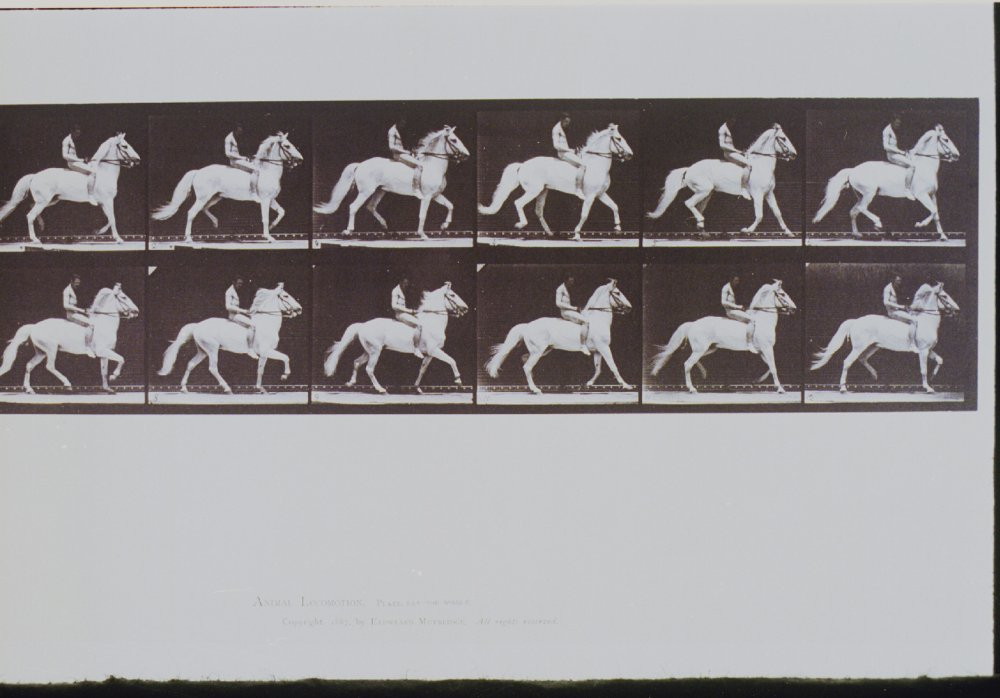 ANIMAL LOCOMOTION. PLATE
Copyright, 1887, by EADWEARD MUYBRIDGE. All rights reserved.